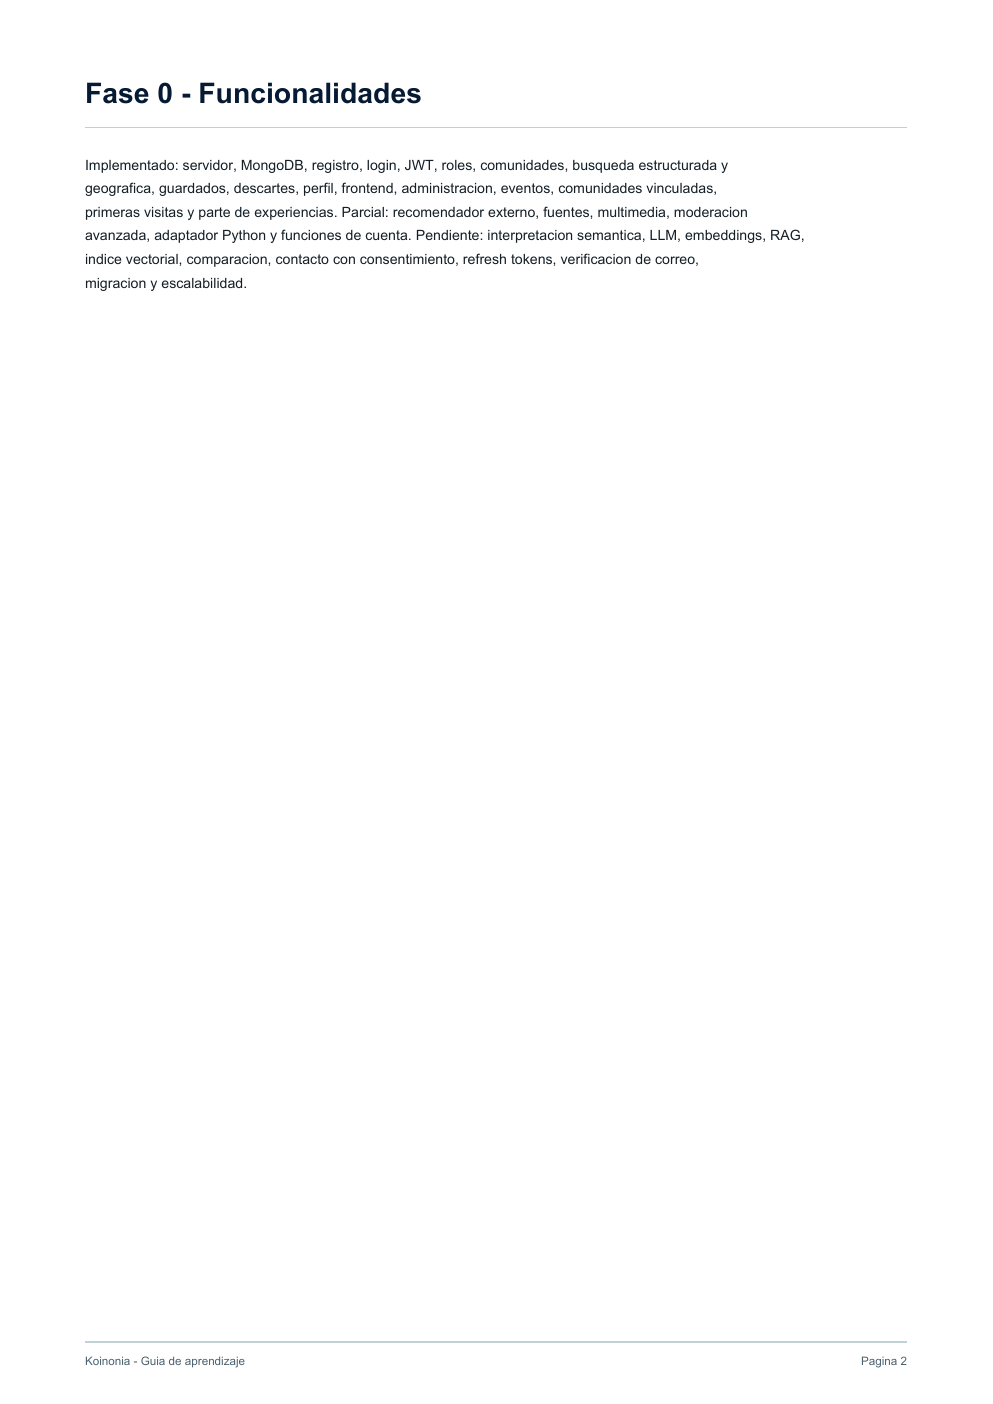 Fase 0 - Funcionalidades
Implementado: servidor, MongoDB, registro, login, JWT, roles, comunidades, busqueda estructurada y
geografica, guardados, descartes, perfil, frontend, administracion, eventos, comunidades vinculadas,
primeras visitas y parte de experiencias. Parcial: recomendador externo, fuentes, multimedia, moderacion
avanzada, adaptador Python y funciones de cuenta. Pendiente: interpretacion semantica, LLM, embeddings, RAG,
indice vectorial, comparacion, contacto con consentimiento, refresh tokens, verificacion de correo,
migracion y escalabilidad.
Koinonia - Guia de aprendizaje
Pagina 2